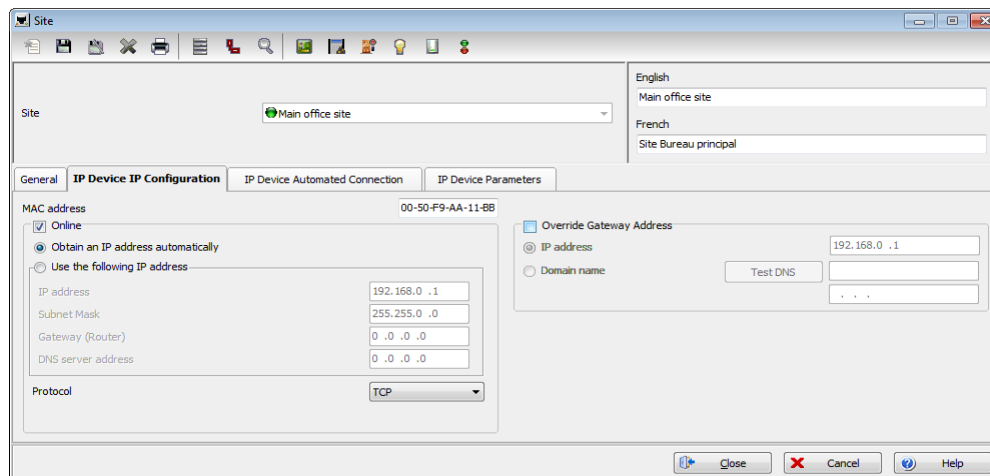 Site
English
Main office site
Site
Main office site
French
Site Bureau principal
General
IP Device IP Configuration
IP Device Automated Connection
IP Device Parameters
MAC address
00-50-F9-AA-11-BB
Online
Obtain an IP address automatically
Use the following IP address
IP address
192.168.0 .1
Subnet Mask
255.255.0 .0
Gateway (Router)
0 .0 .0 .0
DNS server address
0 .0 .0 .0
Protocol
TCP
Override Gateway Address
IP address
192.168.0 .1
Domain name
Test DNS
. . .
Close
Cancel
Help